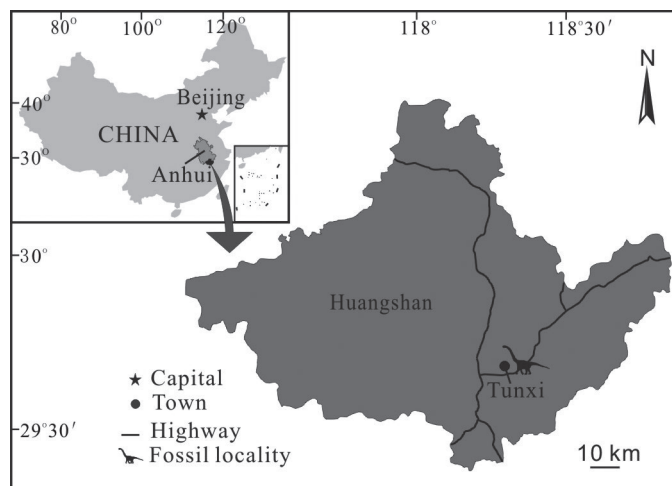 80° 100° 120°
118° 118°30′
N
40°
Beijing
CHINA
30°
Anhui
30°
Huangshan
Capital
Town
Tunxi
Highway
29°30′
Fossil locality
10 km